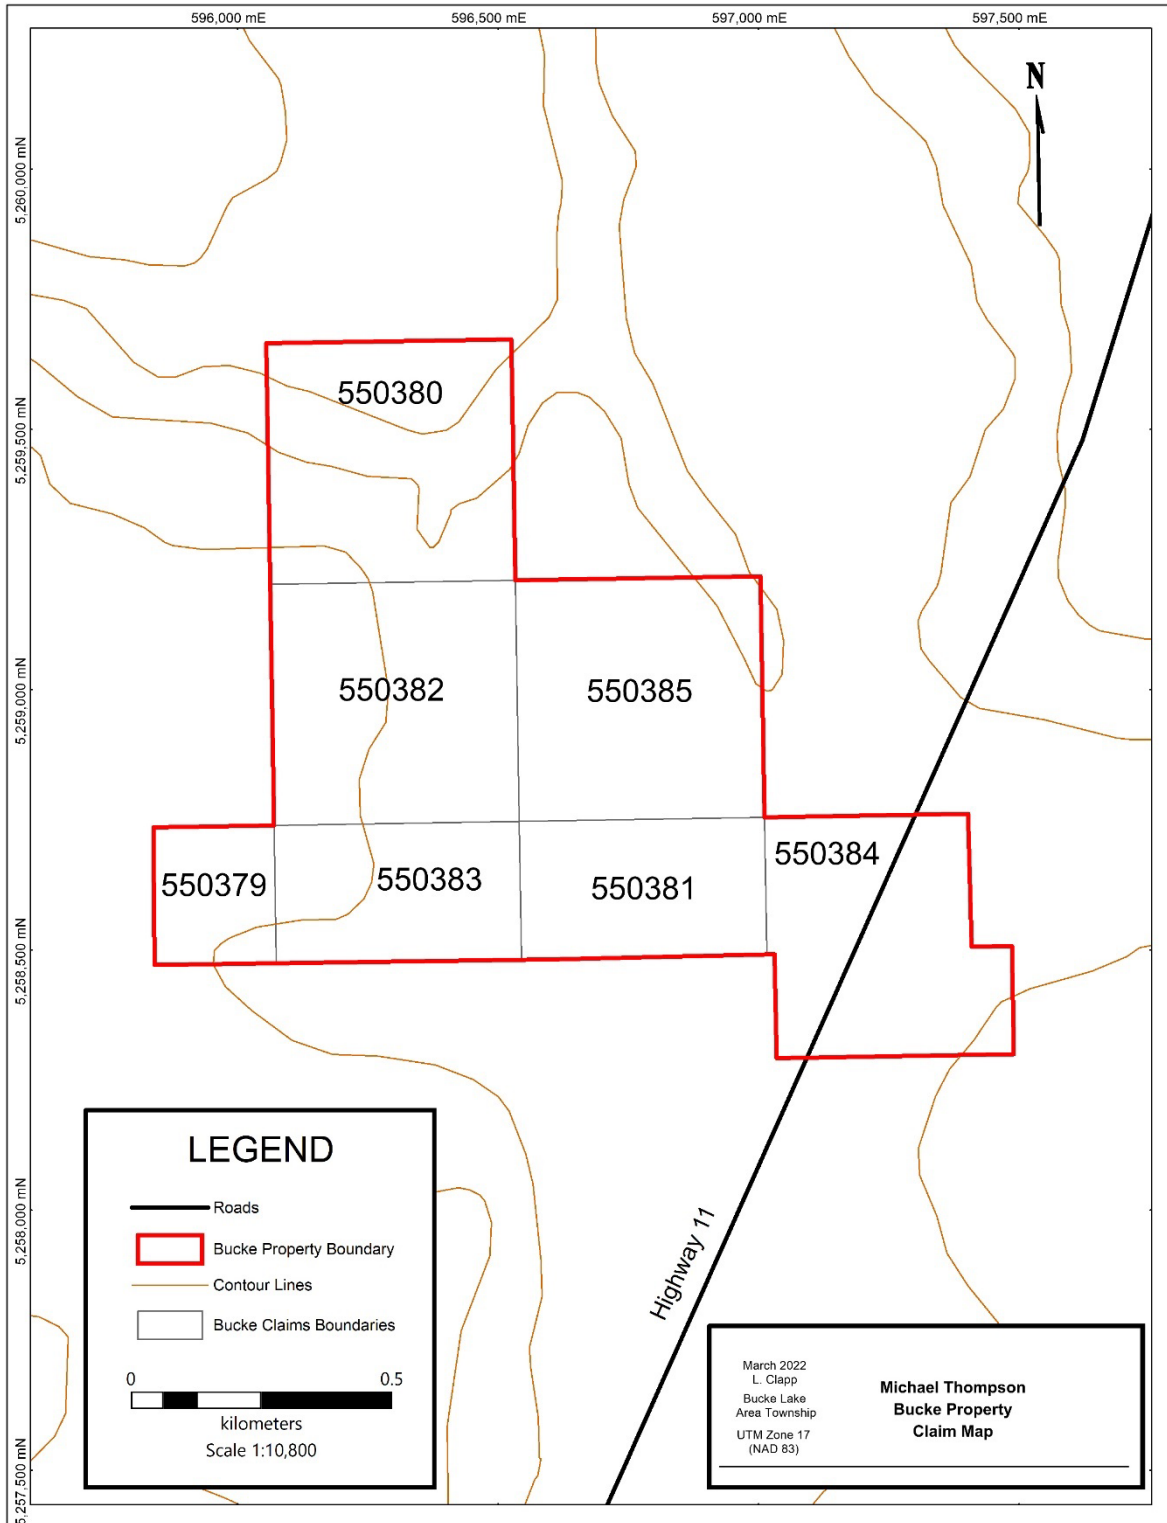 596,000 mE
596,500 mE
597,000 mE
597,500 mE
N
5,260,000 mN
5,259,500 mN
5,259,000 mN
5,258,500 mN
5,258,000 mN
5,257,500 mN
550380
550382
550385
550384
550379
550383
550381
Highway 11
LEGEND
Roads
Bucke Property Boundary
Contour Lines
Bucke Claims Boundaries
0
0.5
kilometers
Scale 1:10,800
March 2022
L. Clapp
Bucke Lake
Area Township
UTM Zone 17
(NAD 83)
Michael Thompson
Bucke Property
Claim Map